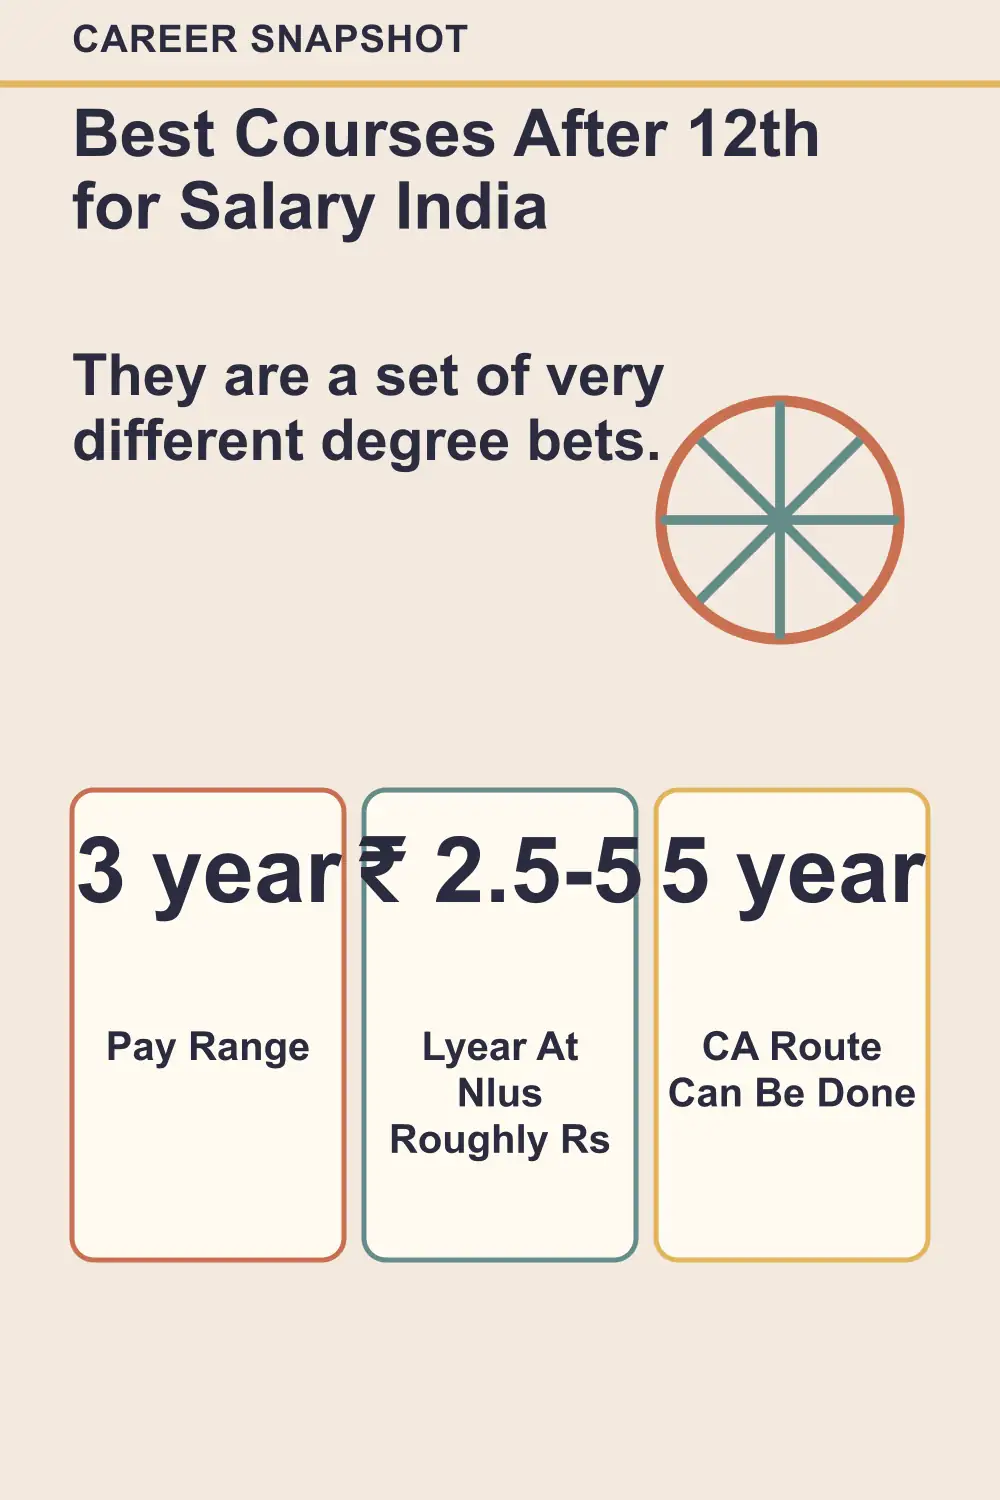 CAREER SNAPSHOT
Best Courses After 12th
for Salary India
They are a set of very
different degree bets.
3 year
Pay Range
₹ 2.5-5
Lyear At
Nlus
Roughly Rs
5 year
CA Route
Can Be Done